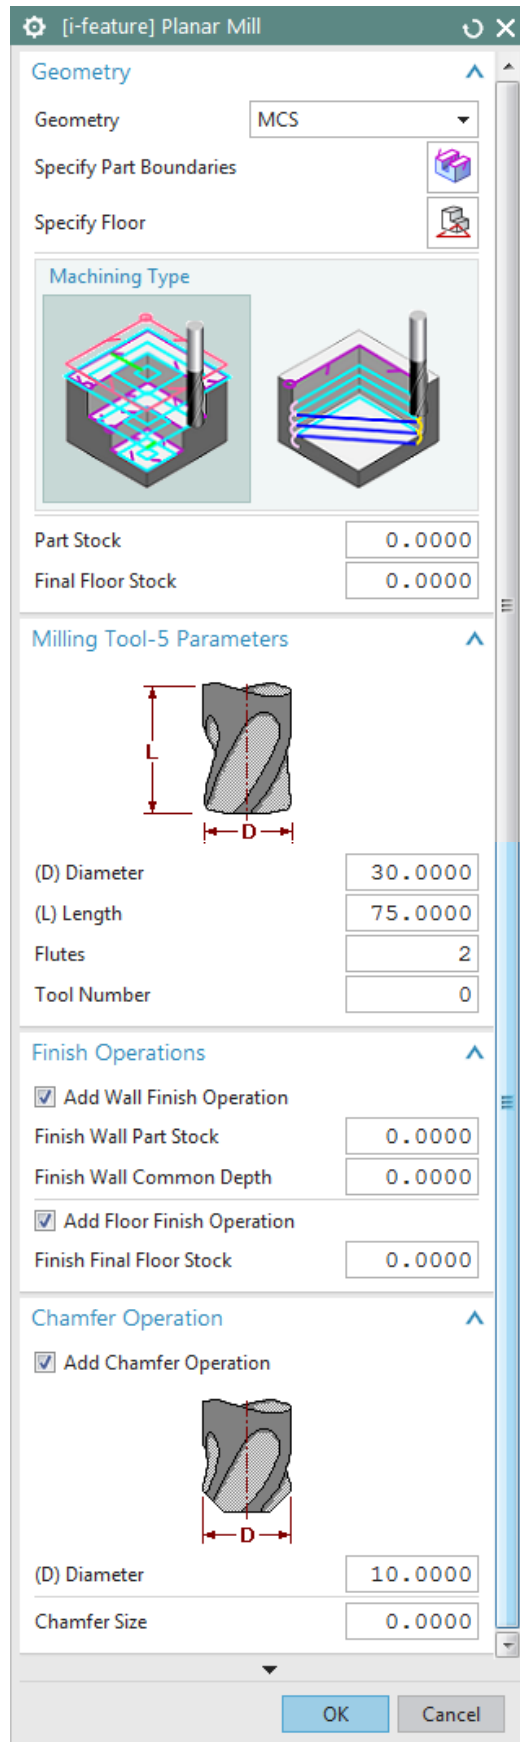 [i-feature] Planar Mill
Geometry
Geometry MCS
Specify Part Boundaries
Specify Floor
Machining Type
Part Stock 0.0000
Final Floor Stock 0.0000
Milling Tool-5 Parameters
L
D
(D) Diameter 30.0000
(L) Length 75.0000
Flutes 2
Tool Number 0
Finish Operations
Add Wall Finish Operation
Finish Wall Part Stock 0.0000
Finish Wall Common Depth 0.0000
Add Floor Finish Operation
Finish Final Floor Stock 0.0000
Chamfer Operation
Add Chamfer Operation
D
(D) Diameter 10.0000
Chamfer Size 0.0000
OK Cancel